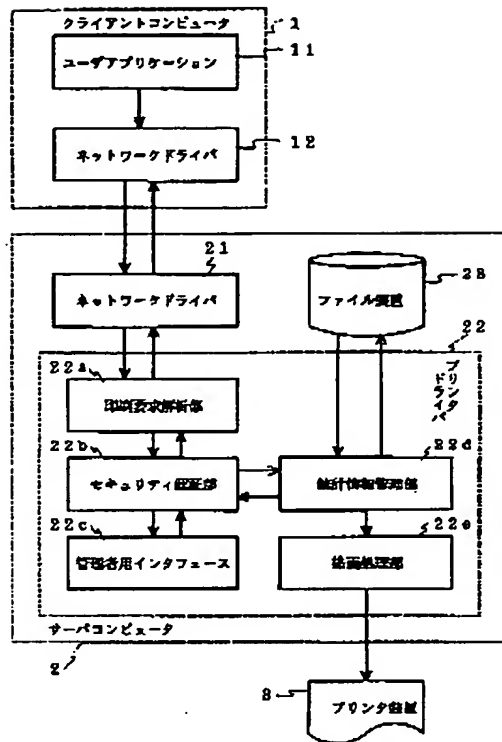 クライアントコンピュータ
1
ユーザアプリケーション
11
ネットワークドライバ
12
21
ネットワークドライバ
ファイル装置
23
22
プリンタ
ドライバ
22a
印刷要求解析部
22b
セキュリティ認証部
22d
統計情報管理部
22c
管理者用インタフェース
22e
描画処理部
サーバコンピュータ
2
3
プリンタ装置